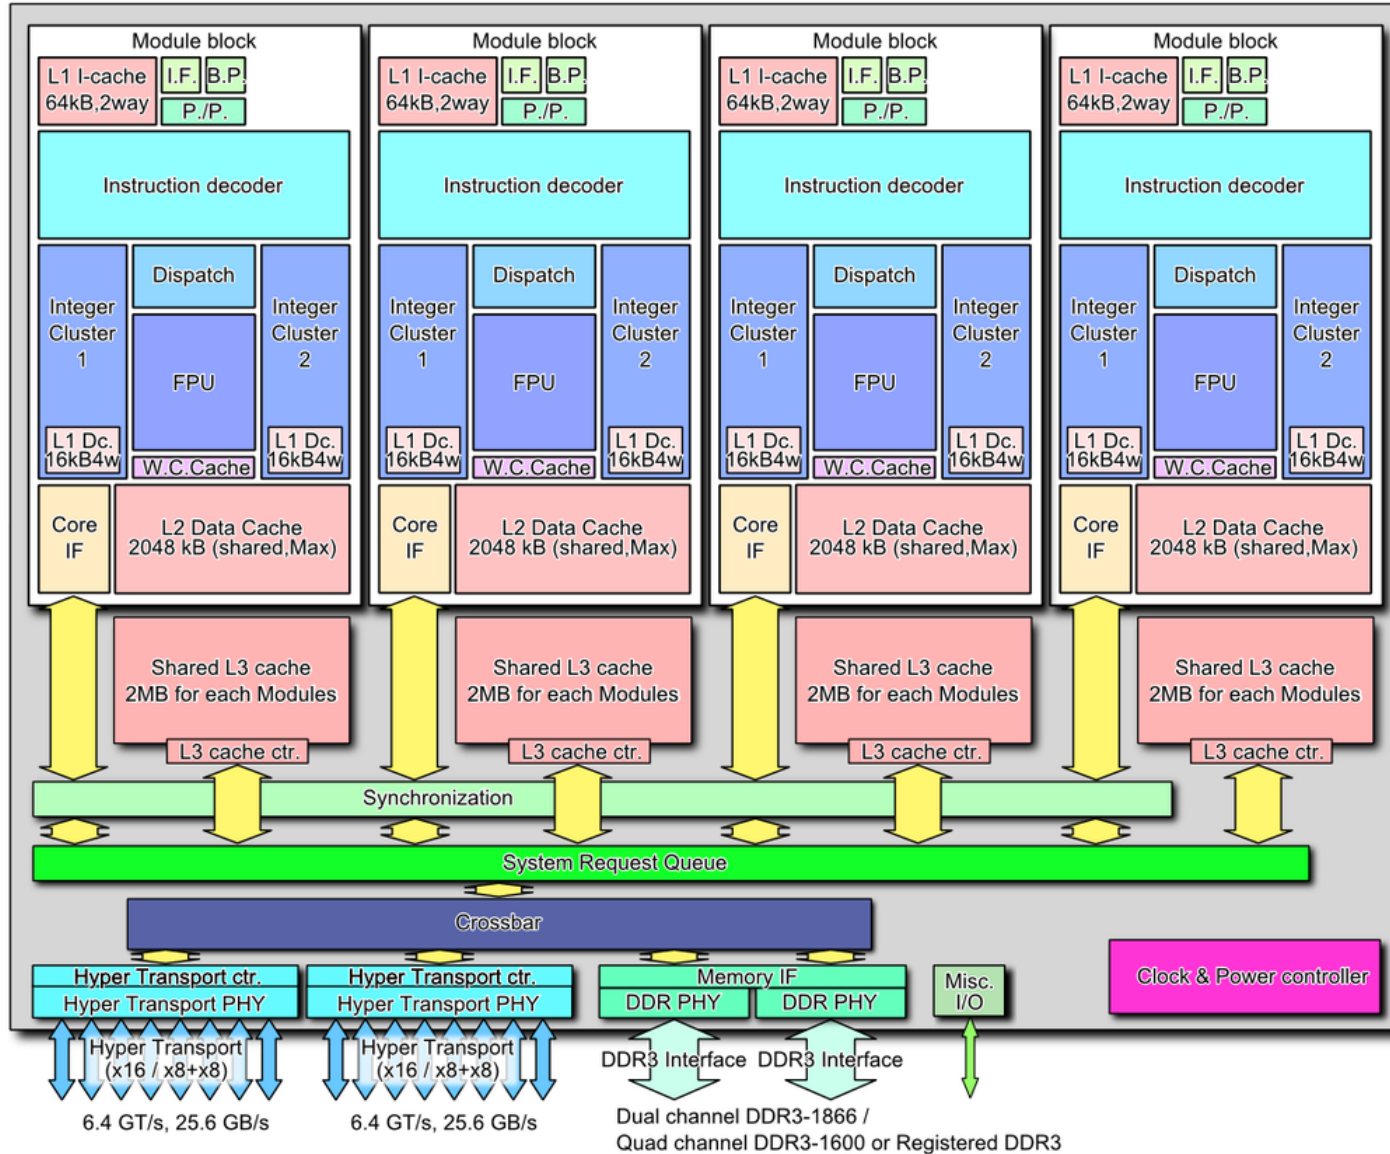 Module block
L1 I-cache
64kB,2way
I.F.
B.P.
P./P.
Instruction decoder
Integer
Cluster
1
Dispatch
FPU
Integer
Cluster
2
L1 Dc.
16kB4w
W.C.Cache
L1 Dc.
16kB4w
Core
IF
L2 Data Cache
2048 kB (shared,Max)
Module block
L1 I-cache
64kB,2way
I.F.
B.P.
P./P.
Instruction decoder
Integer
Cluster
1
Dispatch
FPU
Integer
Cluster
2
L1 Dc.
16kB4w
W.C.Cache
L1 Dc.
16kB4w
Core
IF
L2 Data Cache
2048 kB (shared,Max)
Module block
L1 I-cache
64kB,2way
I.F.
B.P.
P./P.
Instruction decoder
Integer
Cluster
1
Dispatch
FPU
Integer
Cluster
2
L1 Dc.
16kB4w
W.C.Cache
L1 Dc.
16kB4w
Core
IF
L2 Data Cache
2048 kB (shared,Max)
Module block
L1 I-cache
64kB,2way
I.F.
B.P.
P./P.
Instruction decoder
Integer
Cluster
1
Dispatch
FPU
Integer
Cluster
2
L1 Dc.
16kB4w
W.C.Cache
L1 Dc.
16kB4w
Core
IF
L2 Data Cache
2048 kB (shared,Max)
Shared L3 cache
2MB for each Modules
L3 cache ctr.
Shared L3 cache
2MB for each Modules
L3 cache ctr.
Shared L3 cache
2MB for each Modules
L3 cache ctr.
Shared L3 cache
2MB for each Modules
L3 cache ctr.
Synchronization
System Request Queue
Crossbar
Hyper Transport ctr.
Hyper Transport PHY
Hyper Transport ctr.
Hyper Transport PHY
Memory IF
DDR PHY
DDR PHY
Misc.
I/O
Clock & Power controller
Hyper Transport
(x16 / x8+x8)
Hyper Transport
(x16 / x8+x8)
DDR3 Interface
DDR3 Interface
6.4 GT/s, 25.6 GB/s
6.4 GT/s, 25.6 GB/s
Dual channel DDR3-1866 /
Quad channel DDR3-1600 or Registered DDR3